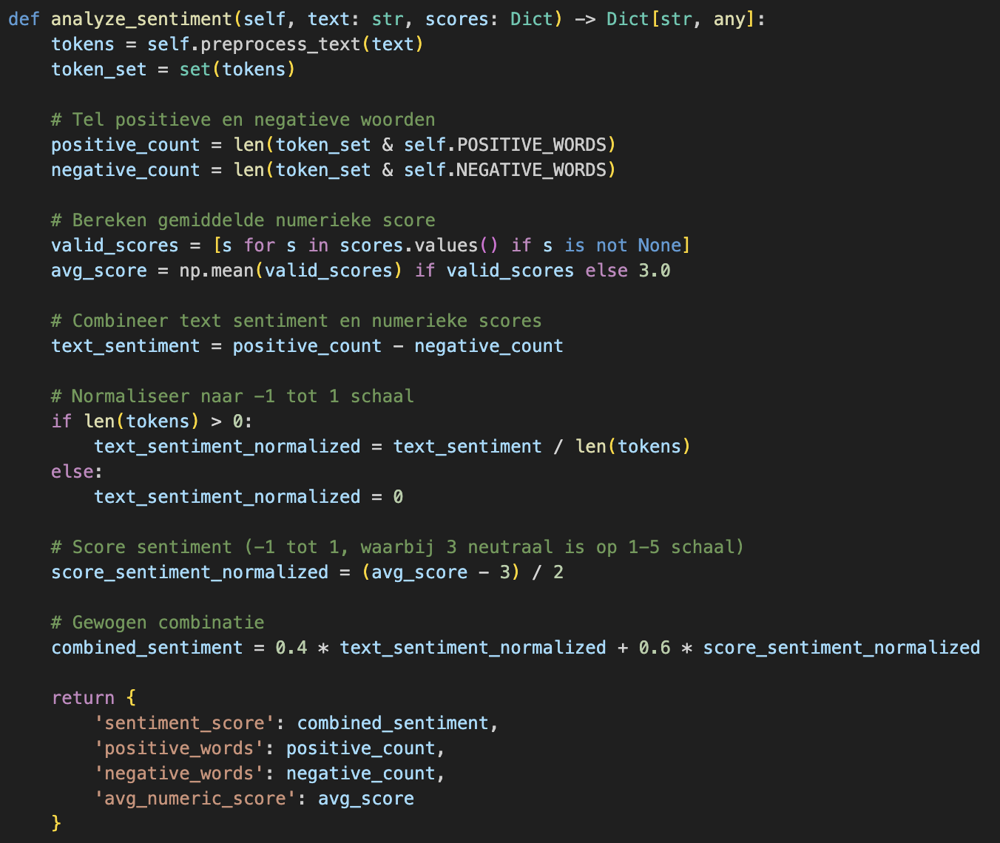 def analyze_sentiment(self, text: str, scores: Dict) -> Dict[str, any]:
    tokens = self.preprocess_text(text)
    token_set = set(tokens)

    # Tel positieve en negatieve woorden
    positive_count = len(token_set & self.POSITIVE_WORDS)
    negative_count = len(token_set & self.NEGATIVE_WORDS)

    # Bereken gemiddelde numerieke score
    valid_scores = [s for s in scores.values() if s is not None]
    avg_score = np.mean(valid_scores) if valid_scores else 3.0

    # Combineer text sentiment en numerieke scores
    text_sentiment = positive_count - negative_count

    # Normaliseer naar -1 tot 1 schaal
    if len(tokens) > 0:
        text_sentiment_normalized = text_sentiment / len(tokens)
    else:
        text_sentiment_normalized = 0

    # Score sentiment (-1 tot 1, waarbij 3 neutraal is op 1-5 schaal)
    score_sentiment_normalized = (avg_score - 3) / 2

    # Gewogen combinatie
    combined_sentiment = 0.4 * text_sentiment_normalized + 0.6 * score_sentiment_normalized

    return {
        'sentiment_score': combined_sentiment,
        'positive_words': positive_count,
        'negative_words': negative_count,
        'avg_numeric_score': avg_score
    }